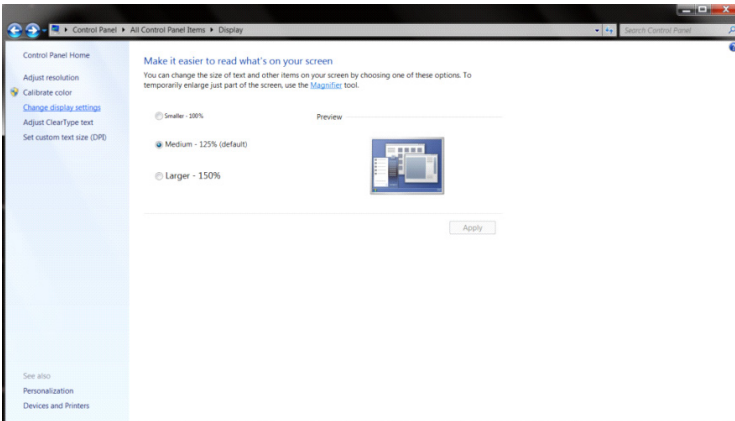 Control Panel ▸ All Control Panel Items ▸ Display
Search Control Panel
Control Panel Home
Adjust resolution
Calibrate color
Change display settings
Adjust ClearType text
Set custom text size (DPI)
See also
Personalization
Devices and Printers
Make it easier to read what's on your screen
You can change the size of text and other items on your screen by choosing one of these options. To
temporarily enlarge just part of the screen, use the Magnifier tool.
Smaller - 100%
Preview
Medium - 125% (default)
Larger - 150%
Apply